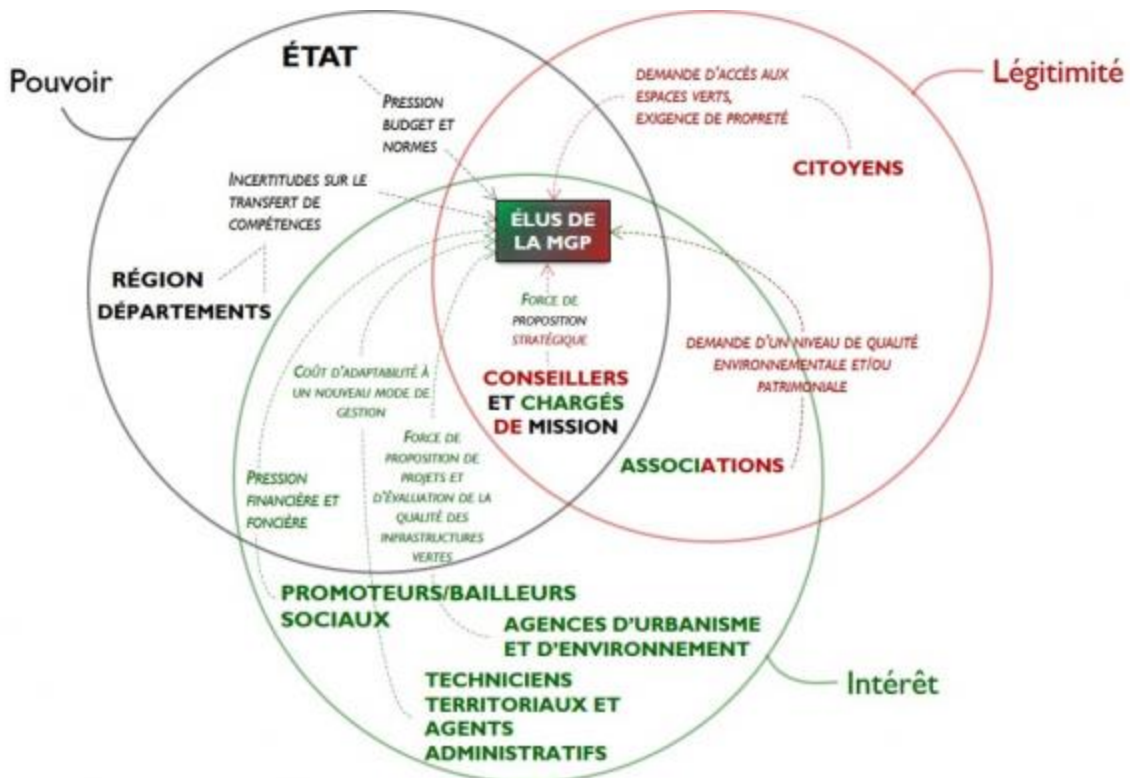 Pouvoir
ÉTAT
PRESSION
BUDGET ET
NORMES
DEMANDE D'ACCÈS AUX
ESPACES VERTS,
EXIGENCE DE PROPRETÉ
Légitimité
CITOYENS
INCERTITUDES SUR LE
TRANSFERT DE
COMPÉTENCES
ÉLUS DE
LA MGP
RÉGION
DÉPARTEMENTS
FORCE DE
PROPOSITION
STRATÉGIQUE
DEMANDE D'UN NIVEAU DE QUALITÉ
ENVIRONNEMENTALE ET/OU
PATRIMONIALE
COÛT D'ADAPTABILITÉ À
UN NOUVEAU MODE DE
GESTION
CONSEILLERS
ET CHARGÉS
DE MISSION
FORCE DE
PROPOSITION DE
PROJETS ET
D'ÉVALUATION DE LA
QUALITÉ DES
INFRASTRUCTURES
VERTES
ASSOCIATIONS
PRESSION
FINANCIÈRE ET
FONCIÈRE
PROMOTEURS/BAILLEURS
SOCIAUX
AGENCES D'URBANISME
ET D'ENVIRONNEMENT
TECHNICIENS
TERRITORIAUX ET
AGENTS
ADMINISTRATIFS
Intérêt